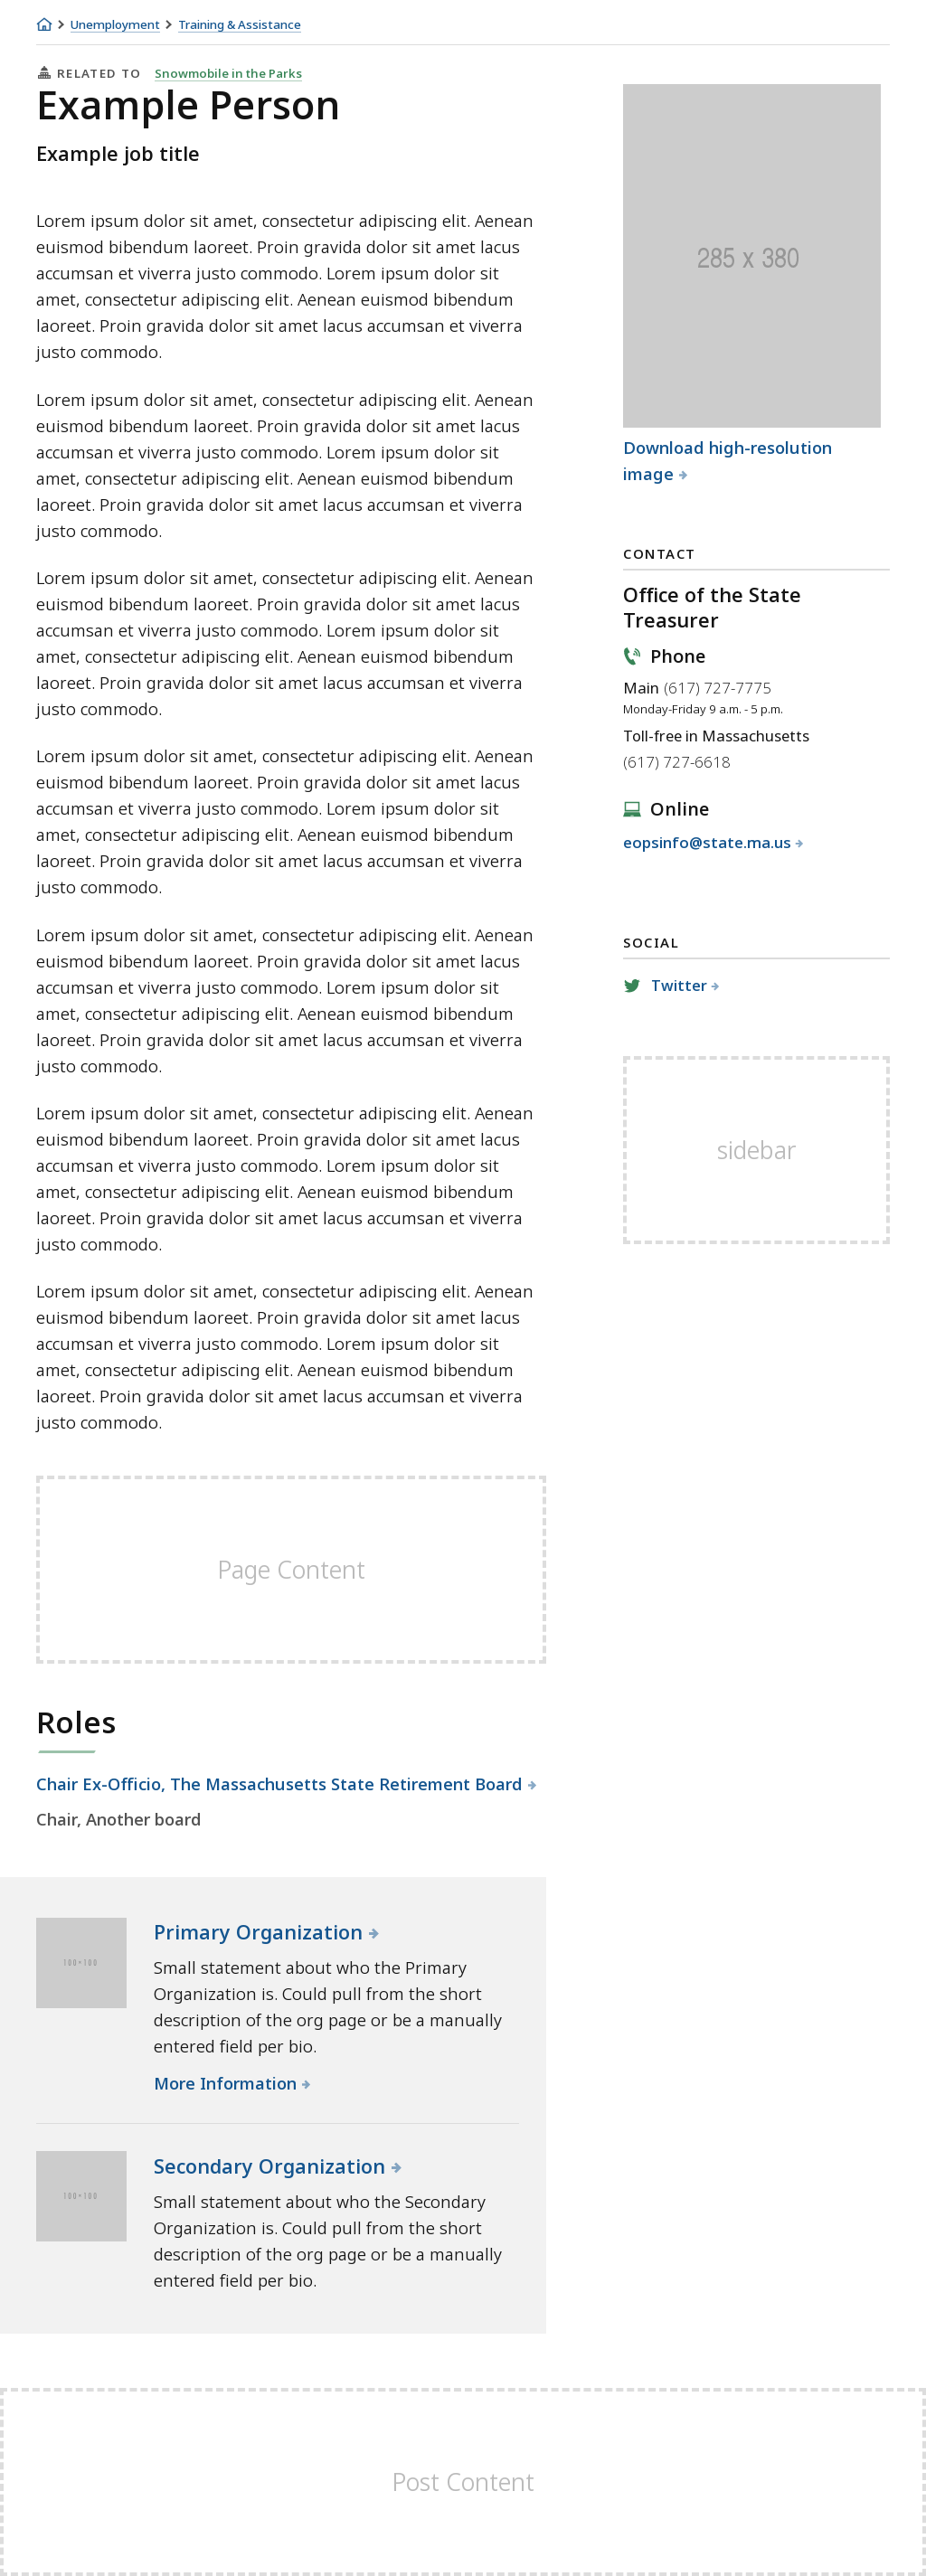 Unemployment Training & Assistance
RELATED TO Snowmobile in the Parks
Example Person
Example job title
Lorem ipsum dolor sit amet, consectetur adipiscing elit. Aenean
euismod bibendum laoreet. Proin gravida dolor sit amet lacus
accumsan et viverra justo commodo. Lorem ipsum dolor sit
amet, consectetur adipiscing elit. Aenean euismod bibendum
laoreet. Proin gravida dolor sit amet lacus accumsan et viverra
justo commodo.
Lorem ipsum dolor sit amet, consectetur adipiscing elit. Aenean
euismod bibendum laoreet. Proin gravida dolor sit amet lacus
accumsan et viverra justo commodo. Lorem ipsum dolor sit
amet, consectetur adipiscing elit. Aenean euismod bibendum
laoreet. Proin gravida dolor sit amet lacus accumsan et viverra
justo commodo.
Lorem ipsum dolor sit amet, consectetur adipiscing elit. Aenean
euismod bibendum laoreet. Proin gravida dolor sit amet lacus
accumsan et viverra justo commodo. Lorem ipsum dolor sit
amet, consectetur adipiscing elit. Aenean euismod bibendum
laoreet. Proin gravida dolor sit amet lacus accumsan et viverra
justo commodo.
Lorem ipsum dolor sit amet, consectetur adipiscing elit. Aenean
euismod bibendum laoreet. Proin gravida dolor sit amet lacus
accumsan et viverra justo commodo. Lorem ipsum dolor sit
amet, consectetur adipiscing elit. Aenean euismod bibendum
laoreet. Proin gravida dolor sit amet lacus accumsan et viverra
justo commodo.
Lorem ipsum dolor sit amet, consectetur adipiscing elit. Aenean
euismod bibendum laoreet. Proin gravida dolor sit amet lacus
accumsan et viverra justo commodo. Lorem ipsum dolor sit
amet, consectetur adipiscing elit. Aenean euismod bibendum
laoreet. Proin gravida dolor sit amet lacus accumsan et viverra
justo commodo.
Lorem ipsum dolor sit amet, consectetur adipiscing elit. Aenean
euismod bibendum laoreet. Proin gravida dolor sit amet lacus
accumsan et viverra justo commodo. Lorem ipsum dolor sit
amet, consectetur adipiscing elit. Aenean euismod bibendum
laoreet. Proin gravida dolor sit amet lacus accumsan et viverra
justo commodo.
Lorem ipsum dolor sit amet, consectetur adipiscing elit. Aenean
euismod bibendum laoreet. Proin gravida dolor sit amet lacus
accumsan et viverra justo commodo. Lorem ipsum dolor sit
amet, consectetur adipiscing elit. Aenean euismod bibendum
laoreet. Proin gravida dolor sit amet lacus accumsan et viverra
justo commodo.
Page Content
Roles
Chair Ex-Officio, The Massachusetts State Retirement Board
Chair, Another board
100×100
Primary Organization
Small statement about who the Primary
Organization is. Could pull from the short
description of the org page or be a manually
entered field per bio.
More Information
100×100
Secondary Organization
Small statement about who the Secondary
Organization is. Could pull from the short
description of the org page or be a manually
entered field per bio.
285 x 380
Download high-resolution
image
CONTACT
Office of the State
Treasurer
Phone
Main (617) 727-7775
Monday-Friday 9 a.m. - 5 p.m.
Toll-free in Massachusetts
(617) 727-6618
Online
eopsinfo@state.ma.us
SOCIAL
Twitter
sidebar
Post Content